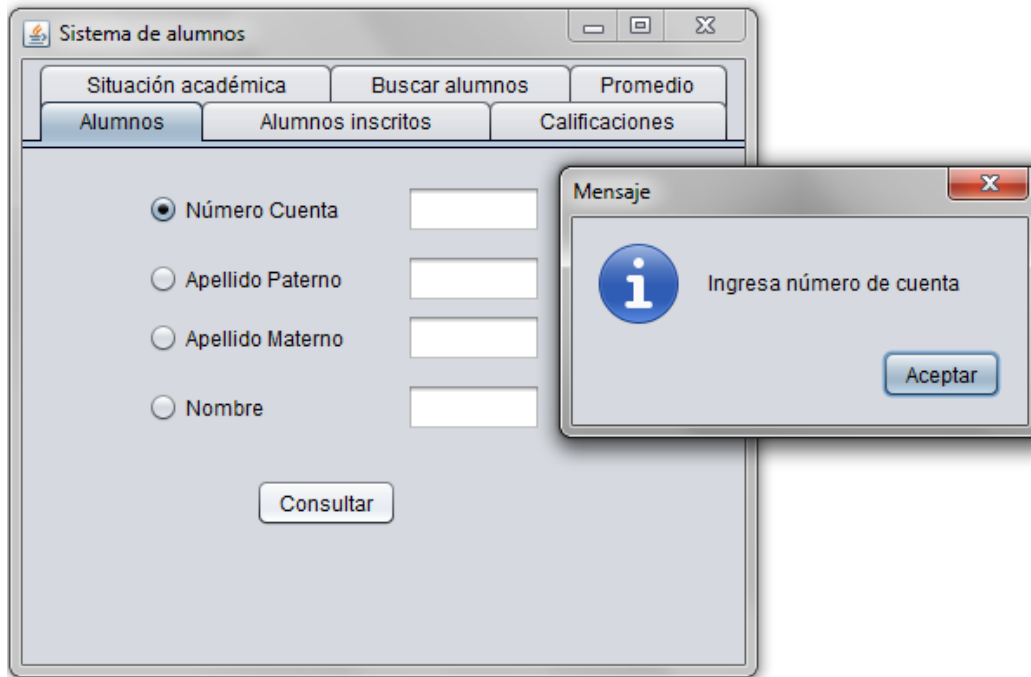 Sistema de alumnos
Situación académica Buscar alumnos Promedio
Alumnos Alumnos inscritos Calificaciones
Número Cuenta
Apellido Paterno
Apellido Materno
Nombre
Consultar
Mensaje
Ingresa número de cuenta
Aceptar